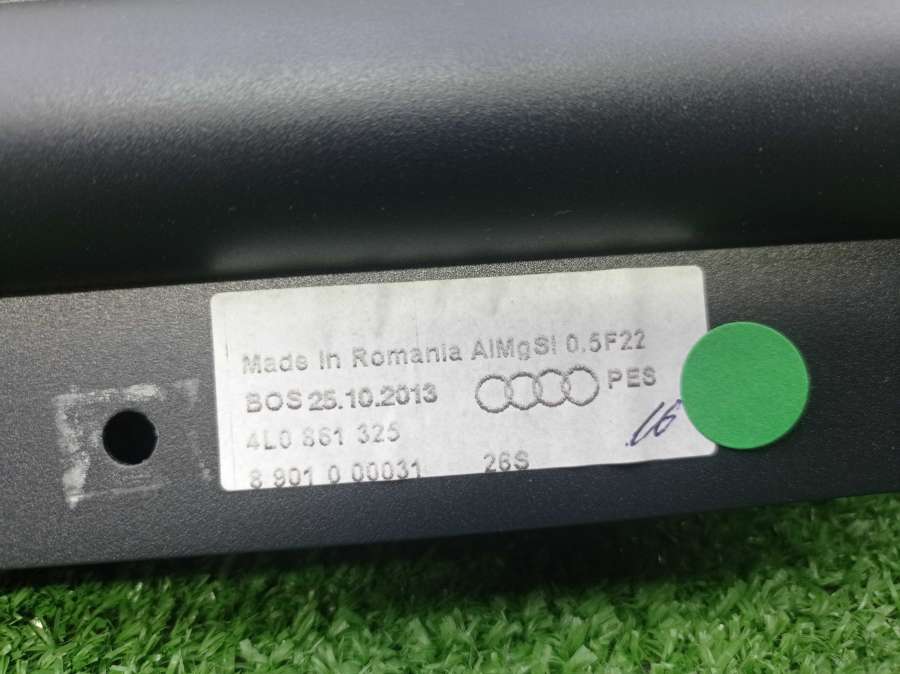 Made in Romania AlMgSi 0.5F22
BOS 25.10.2013 PES
4L0 861 325
8 901 0 00031 26S
16